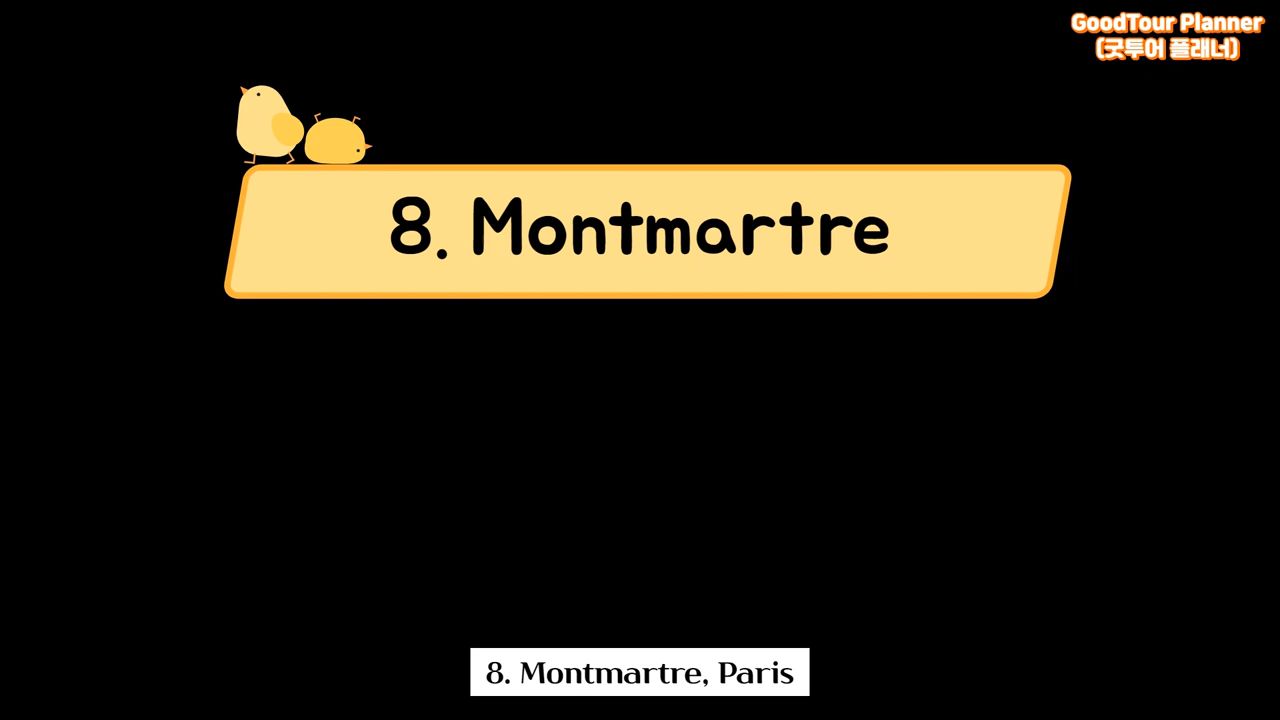 GoodTour Planner
(굿투어 플래너)
8. Montmartre
8. Montmartre, Paris